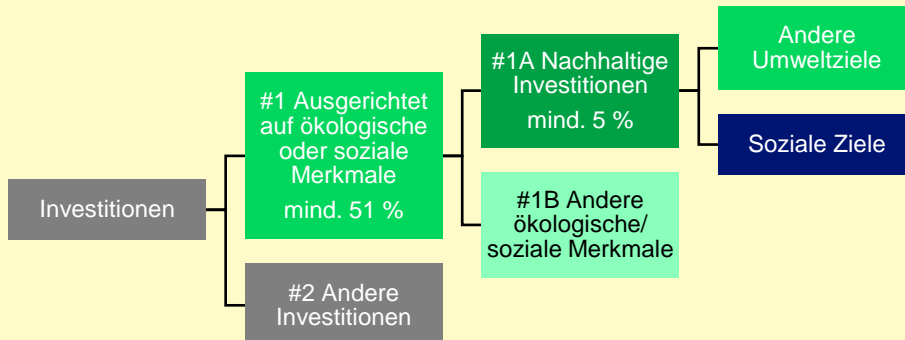 Investitionen
#1 Ausgerichtet
auf ökologische
oder soziale
Merkmale
mind. 51 %
#2 Andere
Investitionen
#1A Nachhaltige
Investitionen
mind. 5 %
#1B Andere
ökologische/
soziale Merkmale
Andere
Umweltziele
Soziale Ziele